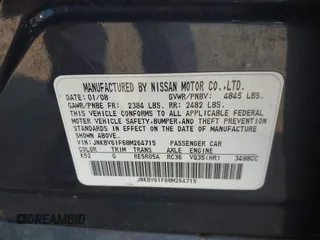 MANUFACTURED BY NISSAN MOTOR CO.,LTD.
DATE: 01/08 GVWR/PNBV: 4845 LBS.
GAWR/PNBE FR: 2384 LBS. RR: 2482 LBS.
THIS VEHICLE CONFORMS TO ALL APPLICABLE FEDERAL
MOTOR VEHICLE SAFETY,BUMPER,AND THEFT
PREVENTION STANDARDS IN EFFECT ON THE DATE OF
MANUFACTURE SHOWN ABOVE.
VIN:JNKBV61F68M264715 PASSENGER CAR
COLOR TRIM TRANS AXLE ENGINE
K52 G RE5R05A RC36 VQ35(HR) 3498CC
JNKBV61F68M264715
© RIDESAFELY